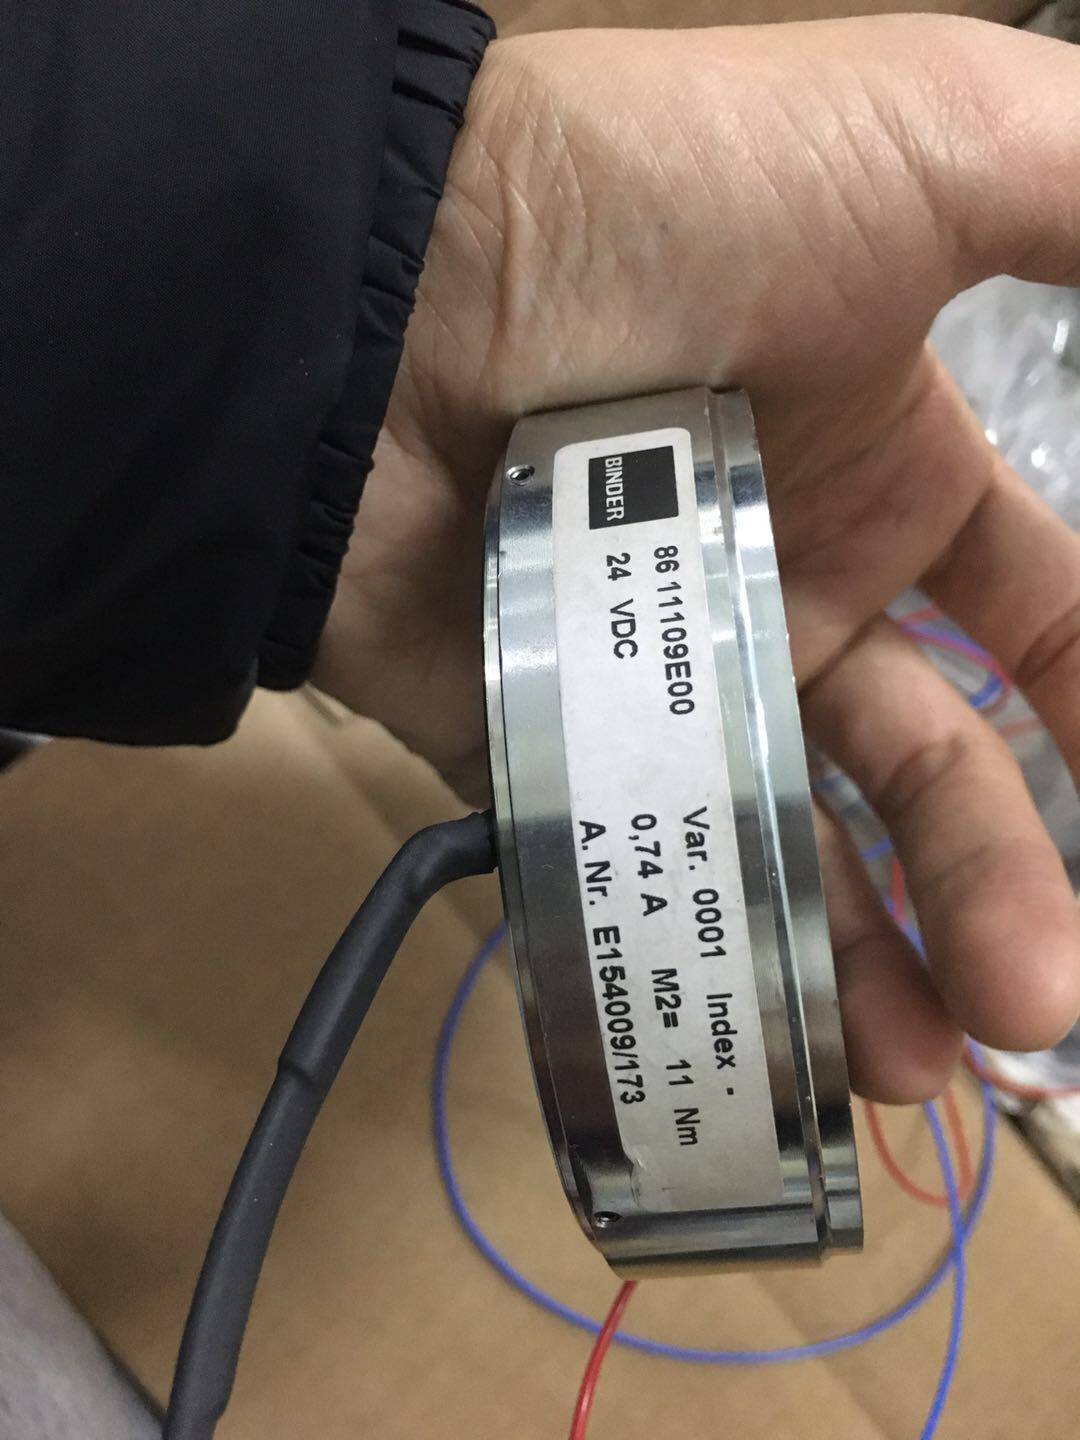 BINDER
86 11109E00 Var. 0001 Index -
24 VDC 0,74 A M2= 11 Nm
A. Nr. E154009/173